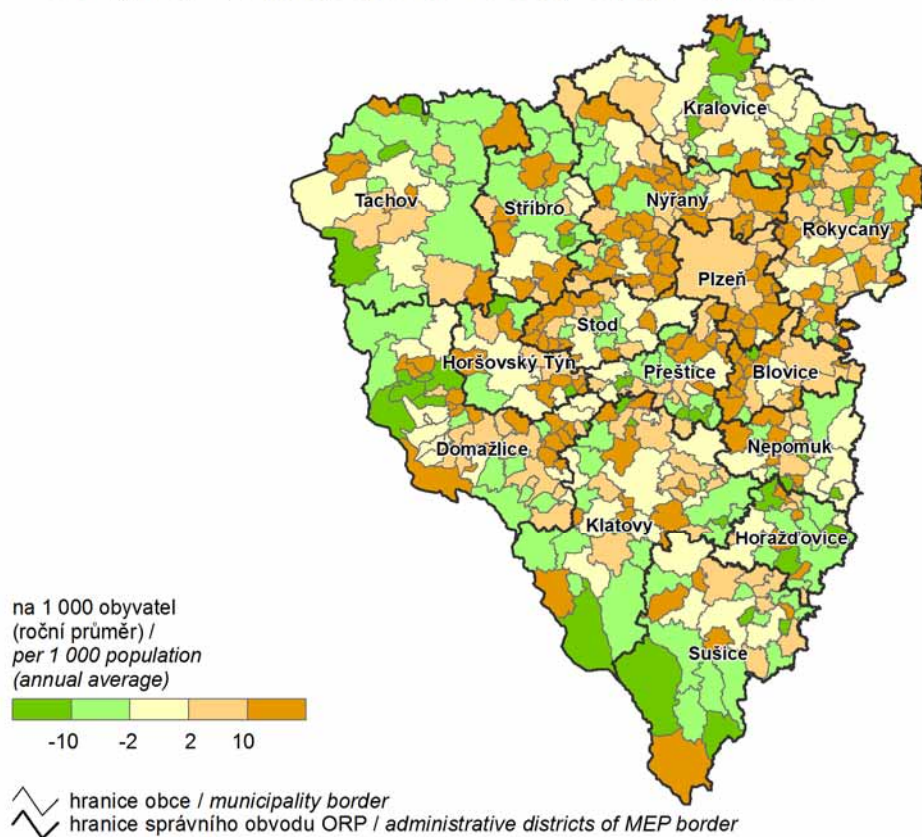 Kralovice
Tachov
Stříbro
Nýřany
Rokycany
Plzeň
Stod
Horšovský Týn
Přeštice
Blovice
Domažlice
Nepomuk
Klatovy
Horažďovice
Sušice
na 1 000 obyvatel
(roční průměr) /
per 1 000 population
(annual average)
-10 -2 2 10
hranice obce / municipality border
hranice správního obvodu ORP / administrative districts of MEP border